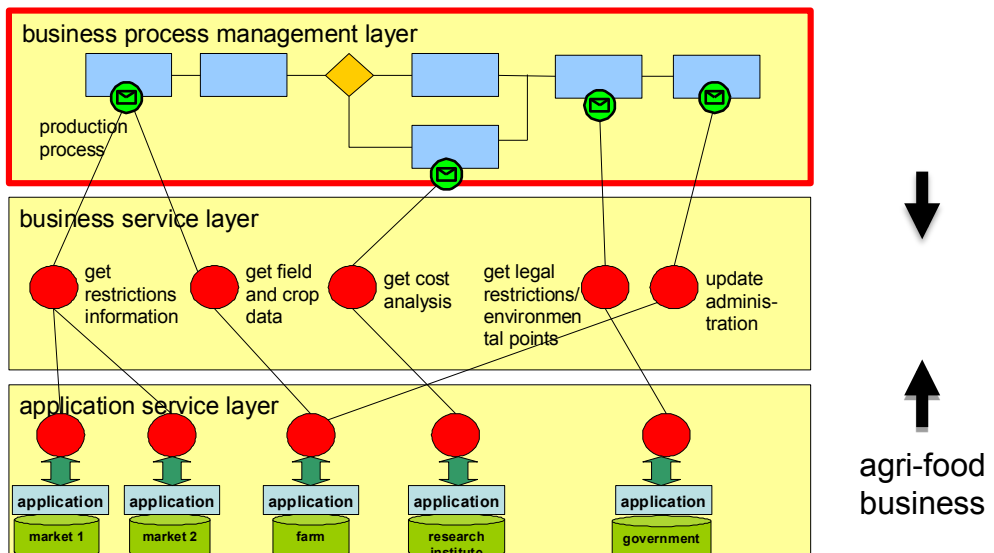 business process management layer
production
process
business service layer
get
restrictions
information
get field
and crop
data
get cost
analysis
get legal
restrictions/
environmen
tal points
update
adminis-
tration
application service layer
application
application
application
application
application
market 1
market 2
farm
research
institute
government
agri-food
business